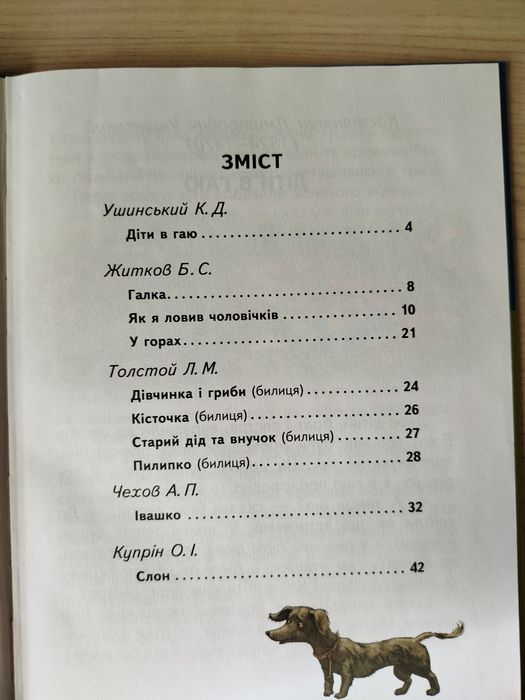 ЗМІСТ
Ушинський К. Д.
Діти в гаю 4
Житков Б. С.
Галка 8
Як я ловив чоловічків 10
У горах 21
Толстой Л. М.
Дівчинка і гриби (билиця) 24
Кісточка (билиця) 26
Старий дід та внучок (билиця) 27
Пилипко (билиця) 28
Чехов А. П.
Івашко 32
Купрін О. І.
Слон 42